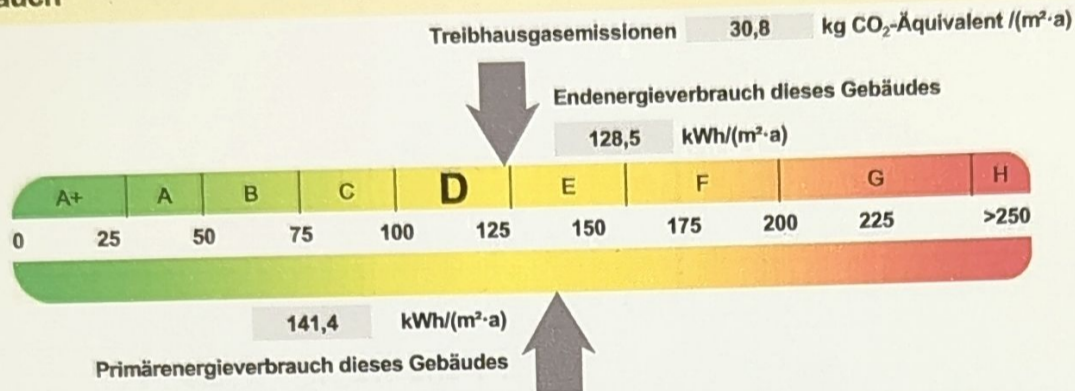 Treibhausgasemissionen 30,8 kg CO₂-Äquivalent /(m²·a)
Endenergieverbrauch dieses Gebäudes
128,5 kWh/(m²·a)
A+ A B C D E F G H
0 25 50 75 100 125 150 175 200 225 >250
141,4 kWh/(m²·a)
Primärenergieverbrauch dieses Gebäudes